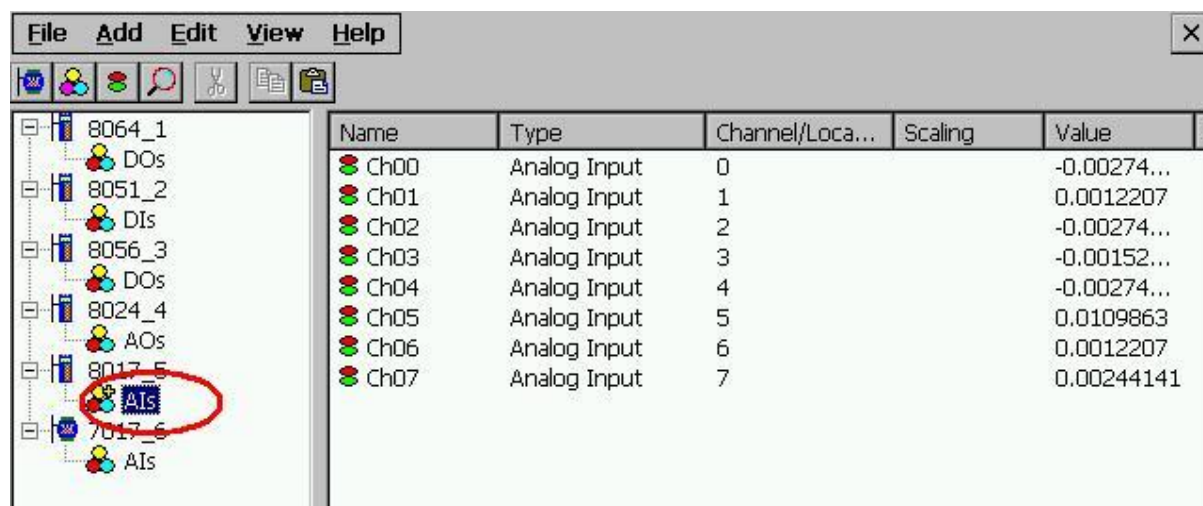 File Add Edit View Help
8064_1
DOs
8051_2
DIs
8056_3
DOs
8024_4
AOs
8017_5
AIs
7017_6
AIs
Name Type Channel/Loca... Scaling Value
Ch00 Analog Input 0 -0.00274...
Ch01 Analog Input 1 0.0012207
Ch02 Analog Input 2 -0.00274...
Ch03 Analog Input 3 -0.00152...
Ch04 Analog Input 4 -0.00274...
Ch05 Analog Input 5 0.0109863
Ch06 Analog Input 6 0.0012207
Ch07 Analog Input 7 0.00244141